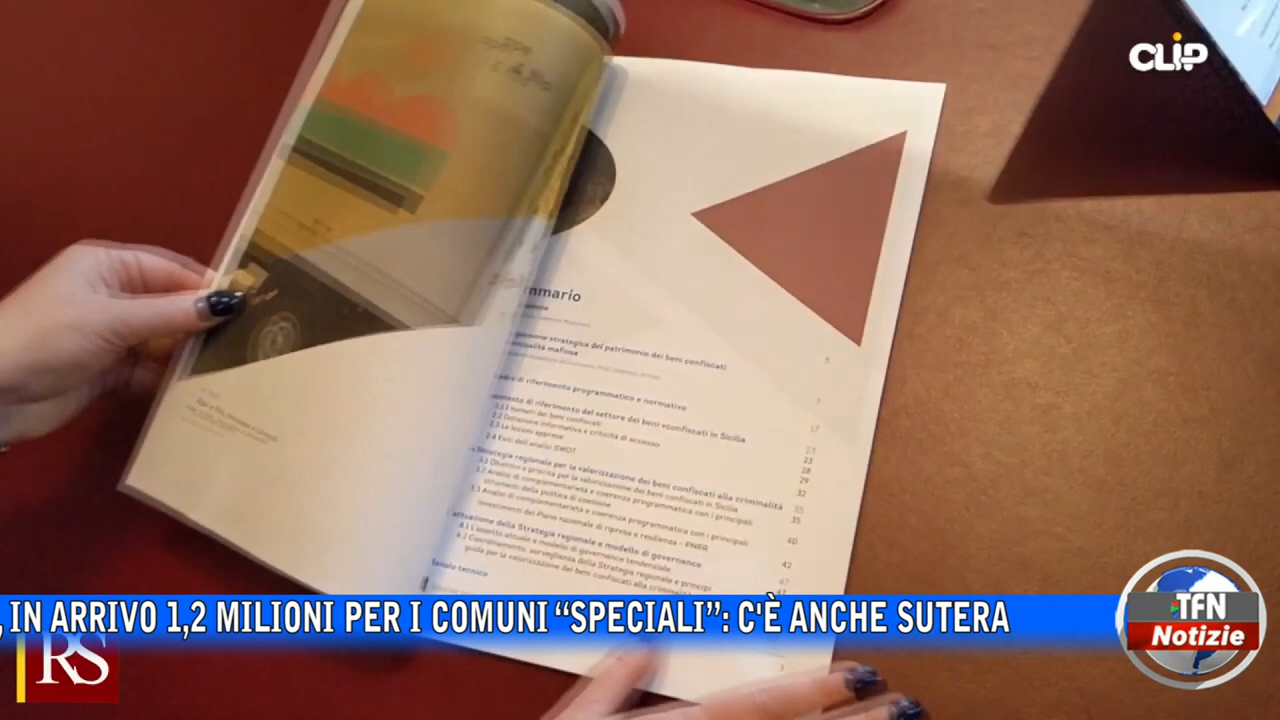 CLIP
mmario
gestione strategica del patrimonio dei beni confiscati
criminalità mafiosa
5
di riferimento programmatico e normativo
7
di riferimento del settore dei beni confiscati in Sicilia
17
2.1 I numeri dei beni confiscati
23
2.2 Dotazione informativa e criticità di accesso
23
2.3 Le lezioni apprese
28
2.4 Esiti dell'analisi SWOT
29
Strategia regionale per la valorizzazione dei beni confiscati alla criminalità
32
3.1 Obiettivi e priorità per la valorizzazione dei beni confiscati in Sicilia
35
3.2 Analisi di complementarietà e coerenza programmatica con i principali
35
strumenti della politica di coesione
3.3 Analisi di complementarietà e coerenza programmatica con i principali
40
investimenti del Piano nazionale di ripresa e resilienza - PNRR
attuazione della Strategia regionale e modello di governance
42
4.1 L'assetto attuale e modello di governance tendenziale
47
4.2 Coordinamento, sorveglianza della Strategia regionale e principi
guida per la valorizzazione dei beni confiscati alla criminalità
Tavolo tecnico
, IN ARRIVO 1,2 MILIONI PER I COMUNI “SPECIALI”: C'È ANCHE SUTERA
TFN
Notizie
RS